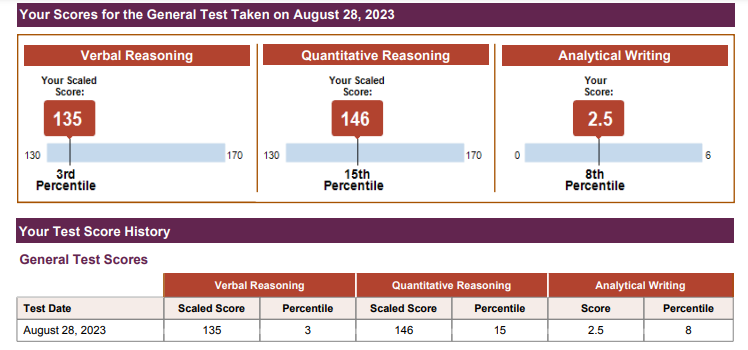 Your Scores for the General Test Taken on August 28, 2023
Verbal Reasoning
Your Scaled
Score:
135
130
170
3rd
Percentile
Quantitative Reasoning
Your Scaled
Score:
146
130
170
15th
Percentile
Analytical Writing
Your
Score:
2.5
0
6
8th
Percentile
Your Test Score History
General Test Scores
Verbal Reasoning Quantitative Reasoning Analytical Writing
Test Date Scaled Score Percentile Scaled Score Percentile Score Percentile
August 28, 2023 135 3 146 15 2.5 8